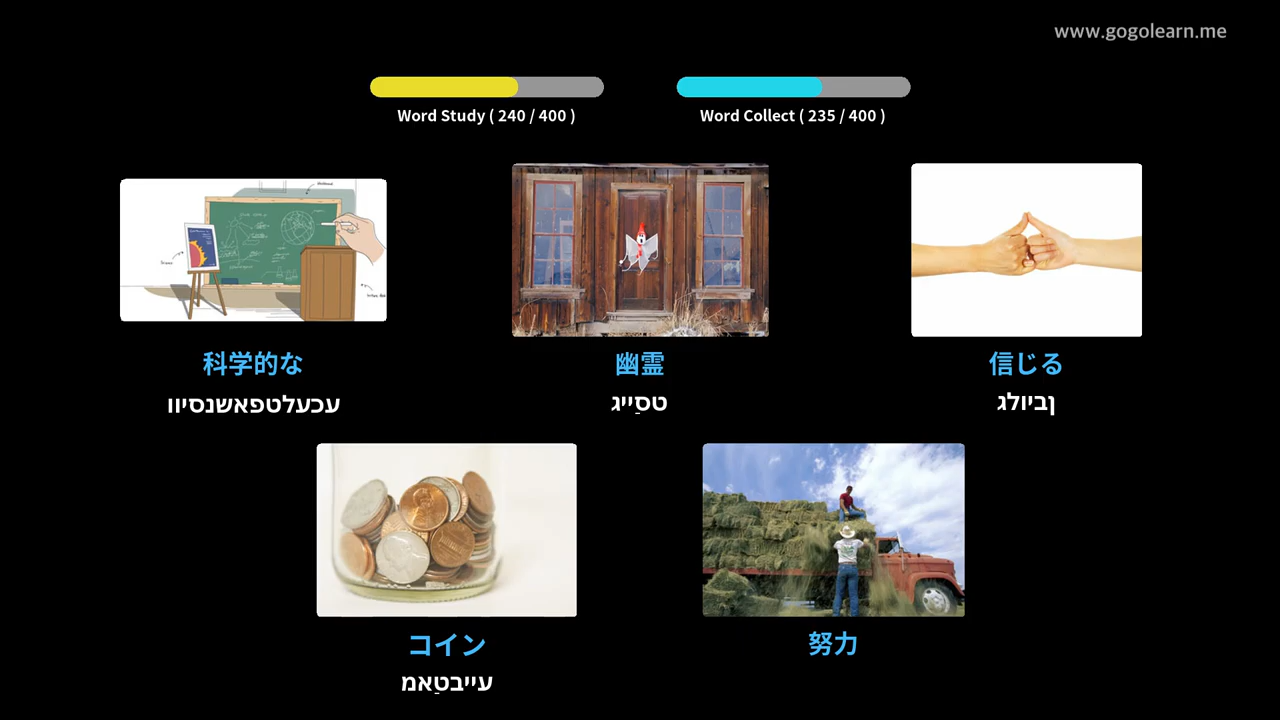 www.gogolearn.me
Word Study ( 240 / 400 )
Word Collect ( 235 / 400 )
科学的な
עכעלטפאשנסיוו
幽霊
טסַייג
信じる
ןביולג
コイン
עייבטַאמ
努力